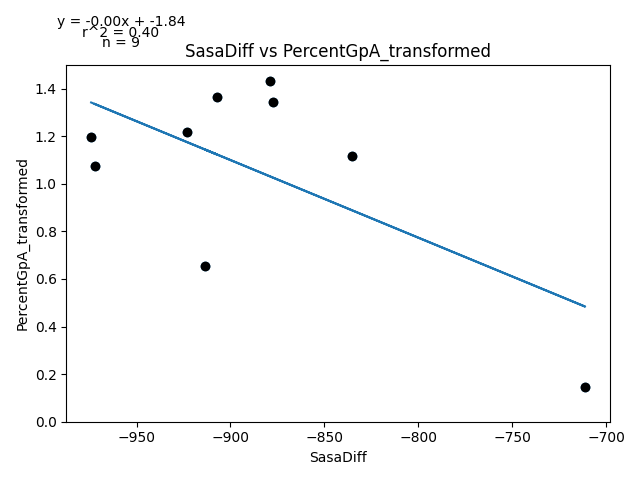 y = -0.00x + -1.84
r^2 = 0.40
n = 9
SasaDiff vs PercentGpA_transformed
1.4
1.2
1.0
0.8
0.6
0.4
0.2
0.0
PercentGpA_transformed
−950
−900
−850
−800
−750
−700
SasaDiff